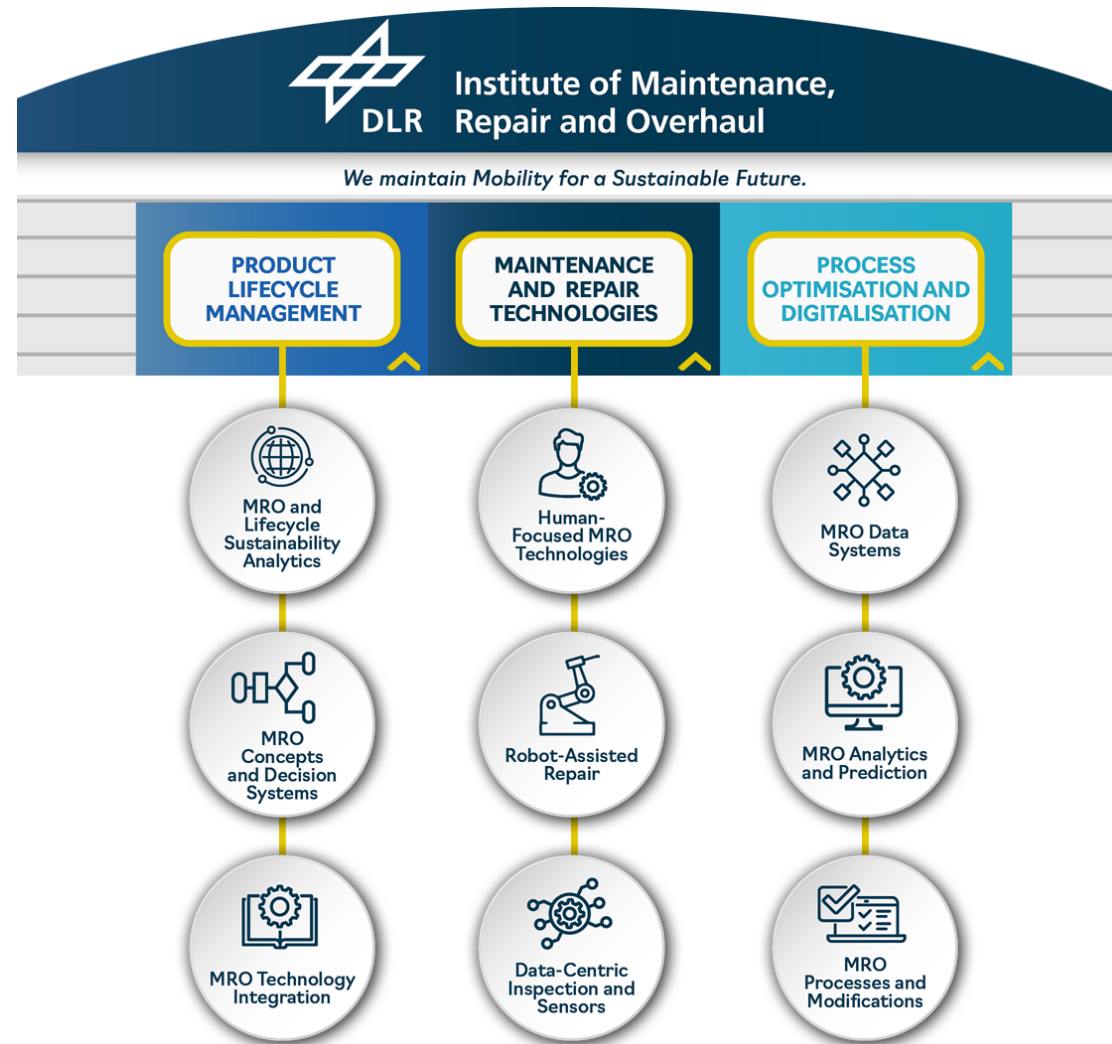 Institute of Maintenance,
DLR Repair and Overhaul
We maintain Mobility for a Sustainable Future.
PRODUCT
LIFECYCLE
MANAGEMENT
MAINTENANCE
AND REPAIR
TECHNOLOGIES
PROCESS
OPTIMISATION AND
DIGITALISATION
MRO and
Lifecycle
Sustainability
Analytics
Human-
Focused MRO
Technologies
MRO Data
Systems
MRO
Concepts
and Decision
Systems
Robot-Assisted
Repair
MRO Analytics
and Prediction
MRO Technology
Integration
Data-Centric
Inspection and
Sensors
MRO
Processes and
Modifications